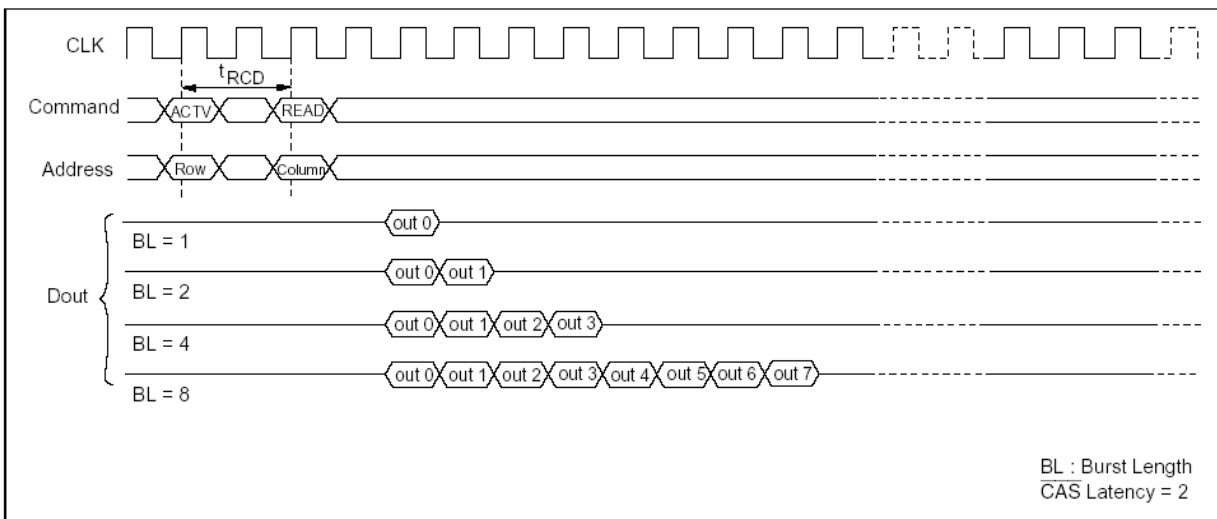 CLK
tRCD
Command ACTV READ
Address Row Column
out 0
BL = 1
out 0 out 1
Dout BL = 2
out 0 out 1 out 2 out 3
BL = 4
out 0 out 1 out 2 out 3 out 4 out 5 out 6 out 7
BL = 8
BL : Burst Length
CAS Latency = 2